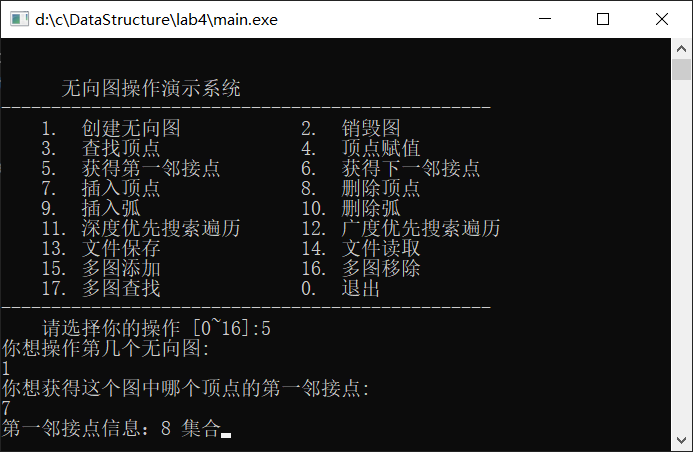 d:\c\DataStructure\lab4\main.exe
无向图操作演示系统
-------------------------------------------------
1. 创建无向图 2. 销毁图
3. 查找顶点 4. 顶点赋值
5. 获得第一邻接点 6. 获得下一邻接点
7. 插入顶点 8. 删除顶点
9. 插入弧 10. 删除弧
11. 深度优先搜索遍历 12. 广度优先搜索遍历
13. 文件保存 14. 文件读取
15. 多图添加 16. 多图移除
17. 多图查找 0. 退出
-------------------------------------------------
请选择你的操作 [0~16]:5
你想操作第几个无向图:
1
你想获得这个图中哪个顶点的第一邻接点:
7
第一邻接点信息：8 集合